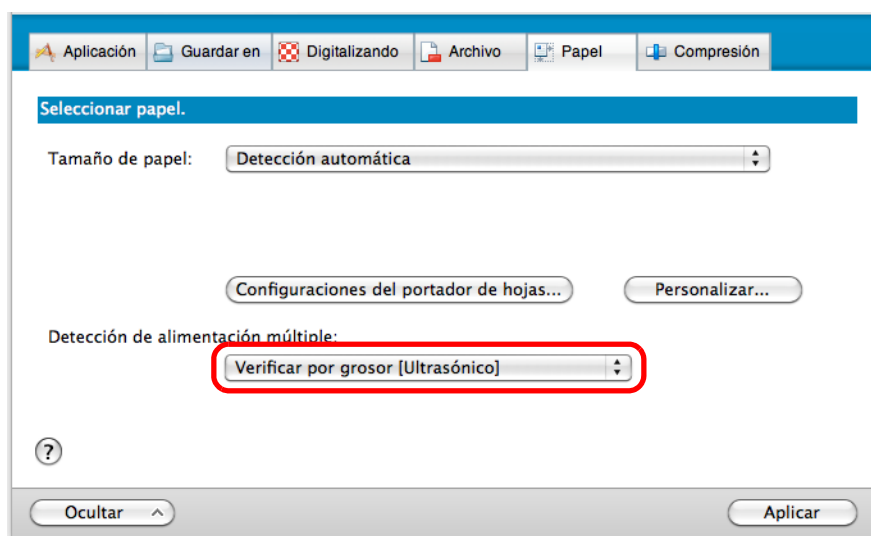 Aplicación Guardar en Digitalizando Archivo Papel Compresión
Seleccionar papel.
Tamaño de papel: Detección automática
Configuraciones del portador de hojas... Personalizar...
Detección de alimentación múltiple:
Verificar por grosor [Ultrasónico]
?
Ocultar Aplicar